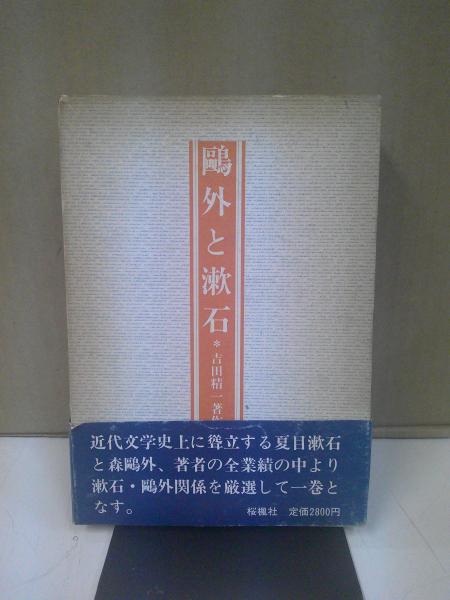 鷗外と漱石
＊吉田精一著作
近代文学史上に聳立する夏目漱石
と森鷗外、著者の全業績の中より
漱石・鷗外関係を厳選して一巻と
なす。
桜楓社 定価2800円